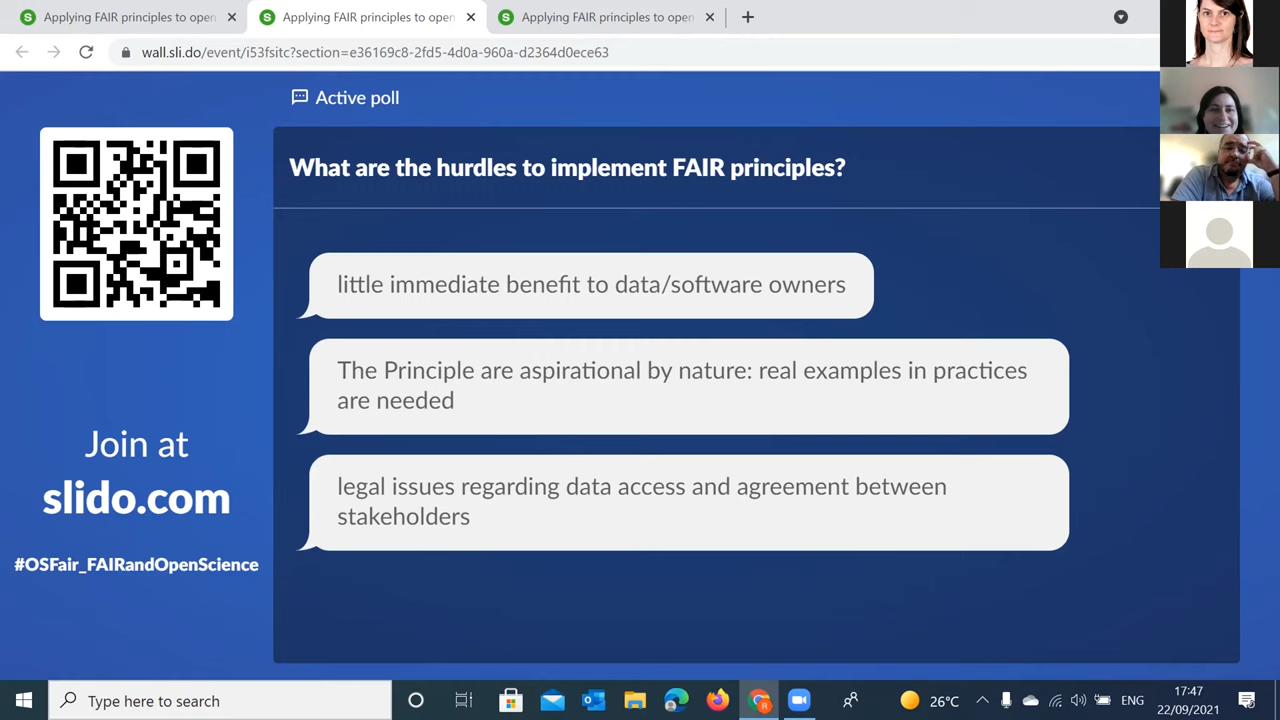 Applying FAIR principles to open
Applying FAIR principles to open
Applying FAIR principles to open
wall.sli.do/event/i53fsitc?section=e36169c8-2fd5-4d0a-960a-d2364d0ece63
Active poll
What are the hurdles to implement FAIR principles?
little immediate benefit to data/software owners
The Principle are aspirational by nature: real examples in practices
are needed
legal issues regarding data access and agreement between
stakeholders
Join at
slido.com
#OSFair_FAIRandOpenScience
Type here to search
26°C
ENG
17:47
22/09/2021